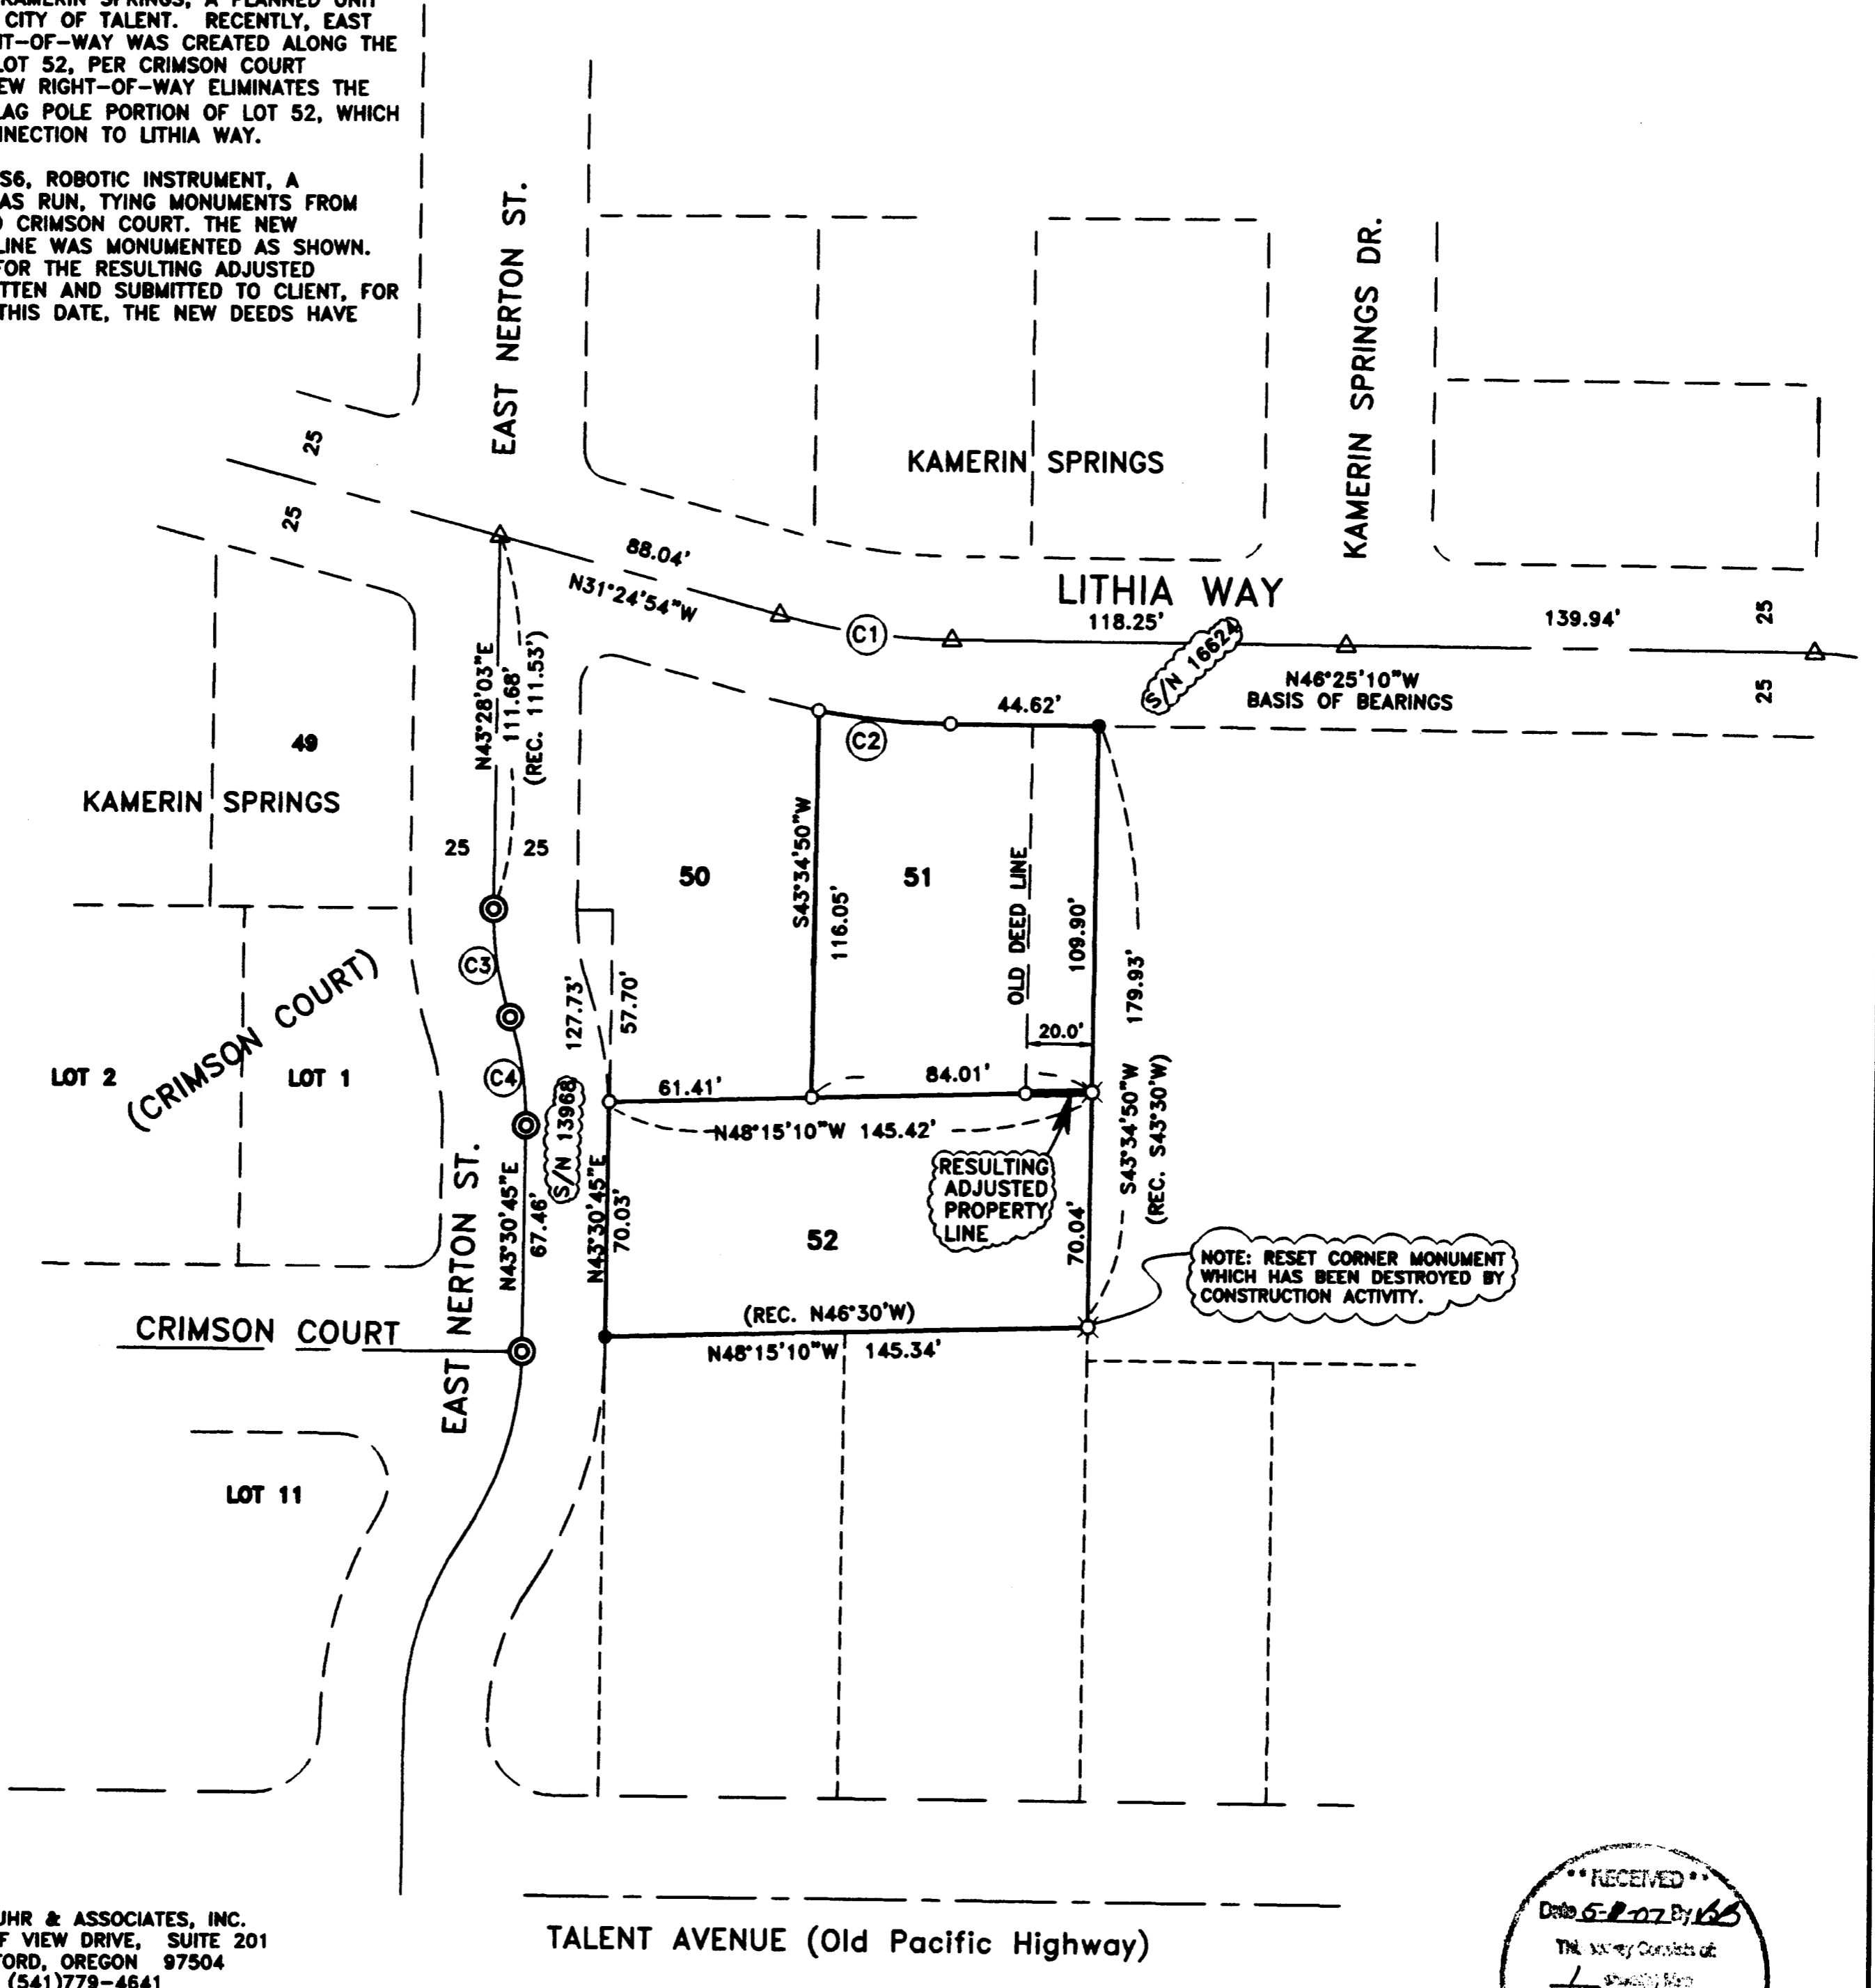 KAMERIN SPRINGS, A PLANNED UNIT
CITY OF TALENT. RECENTLY, EAST
T-OF-WAY WAS CREATED ALONG THE
LOT 52, PER CRIMSON COURT
EW RIGHT-OF-WAY ELIMINATES THE
LAG POLE PORTION OF LOT 52, WHICH
NNECTION TO LITHIA WAY.
S6, ROBOTIC INSTRUMENT, A
AS RUN, TYING MONUMENTS FROM
CRIMSON COURT. THE NEW
LINE WAS MONUMENTED AS SHOWN.
FOR THE RESULTING ADJUSTED
TTEN AND SUBMITTED TO CLIENT, FOR
THIS DATE, THE NEW DEEDS HAVE
EAST NERTON ST.
KAMERIN SPRINGS DR.
KAMERIN SPRINGS
25
25
88.04'
N31°24'54"W
C1
LITHIA WAY
118.25'
139.94'
25
25
S/N 16624
N46°25'10"W
BASIS OF BEARINGS
N43°28'03"E
111.68'
(REC. 111.53')
44.62'
C2
49
KAMERIN SPRINGS
25
25
50
51
S43°34'50"W
116.05'
OLD DEED LINE
109.90'
179.93'
S43°34'50"W
(REC. S43°30'W)
20.0'
C3
C4
127.73'
57.70'
(CRIMSON COURT)
LOT 2
LOT 1
61.41'
84.01'
N48°15'10"W 145.42'
S/N 13968
RESULTING
ADJUSTED
PROPERTY
LINE
N43°30'45"E
67.46'
N43°30'45"E
70.03'
52
70.04'
NOTE: RESET CORNER MONUMENT
WHICH HAS BEEN DESTROYED BY
CONSTRUCTION ACTIVITY.
(REC. N46°30'W)
N48°15'10"W 145.34'
CRIMSON COURT
EAST NERTON ST.
LOT 11
UHR & ASSOCIATES, INC.
F VIEW DRIVE, SUITE 201
FORD, OREGON 97504
(541)779-4641
TALENT AVENUE (Old Pacific Highway)
** RECEIVED **
Date By
Consists of: